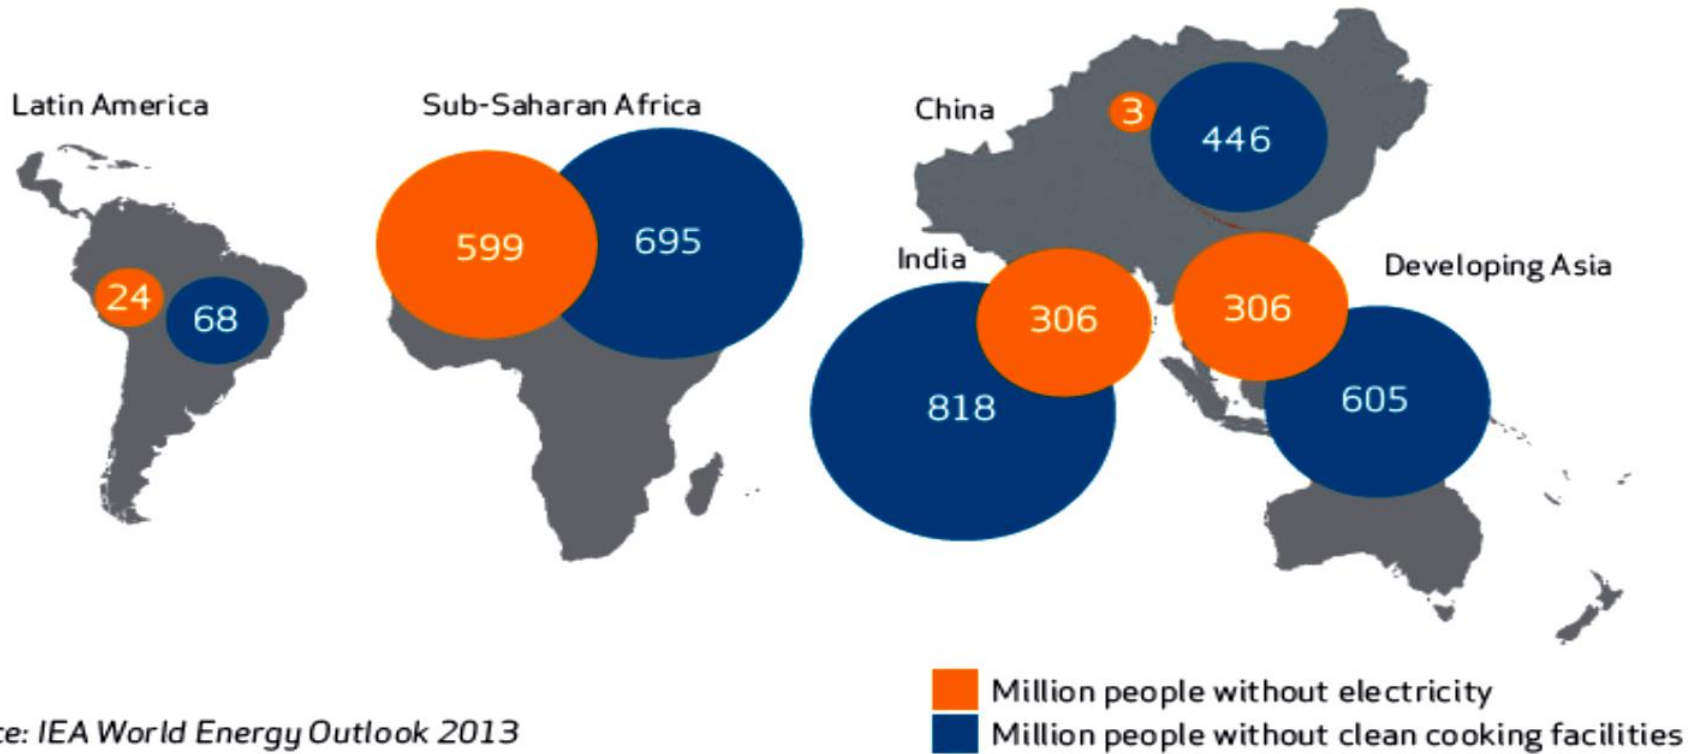 Latin America
24
68
Sub-Saharan Africa
599
695
China
3
446
India
306
818
Developing Asia
306
605
Million people without electricity
Million people without clean cooking facilities
ce: IEA World Energy Outlook 2013